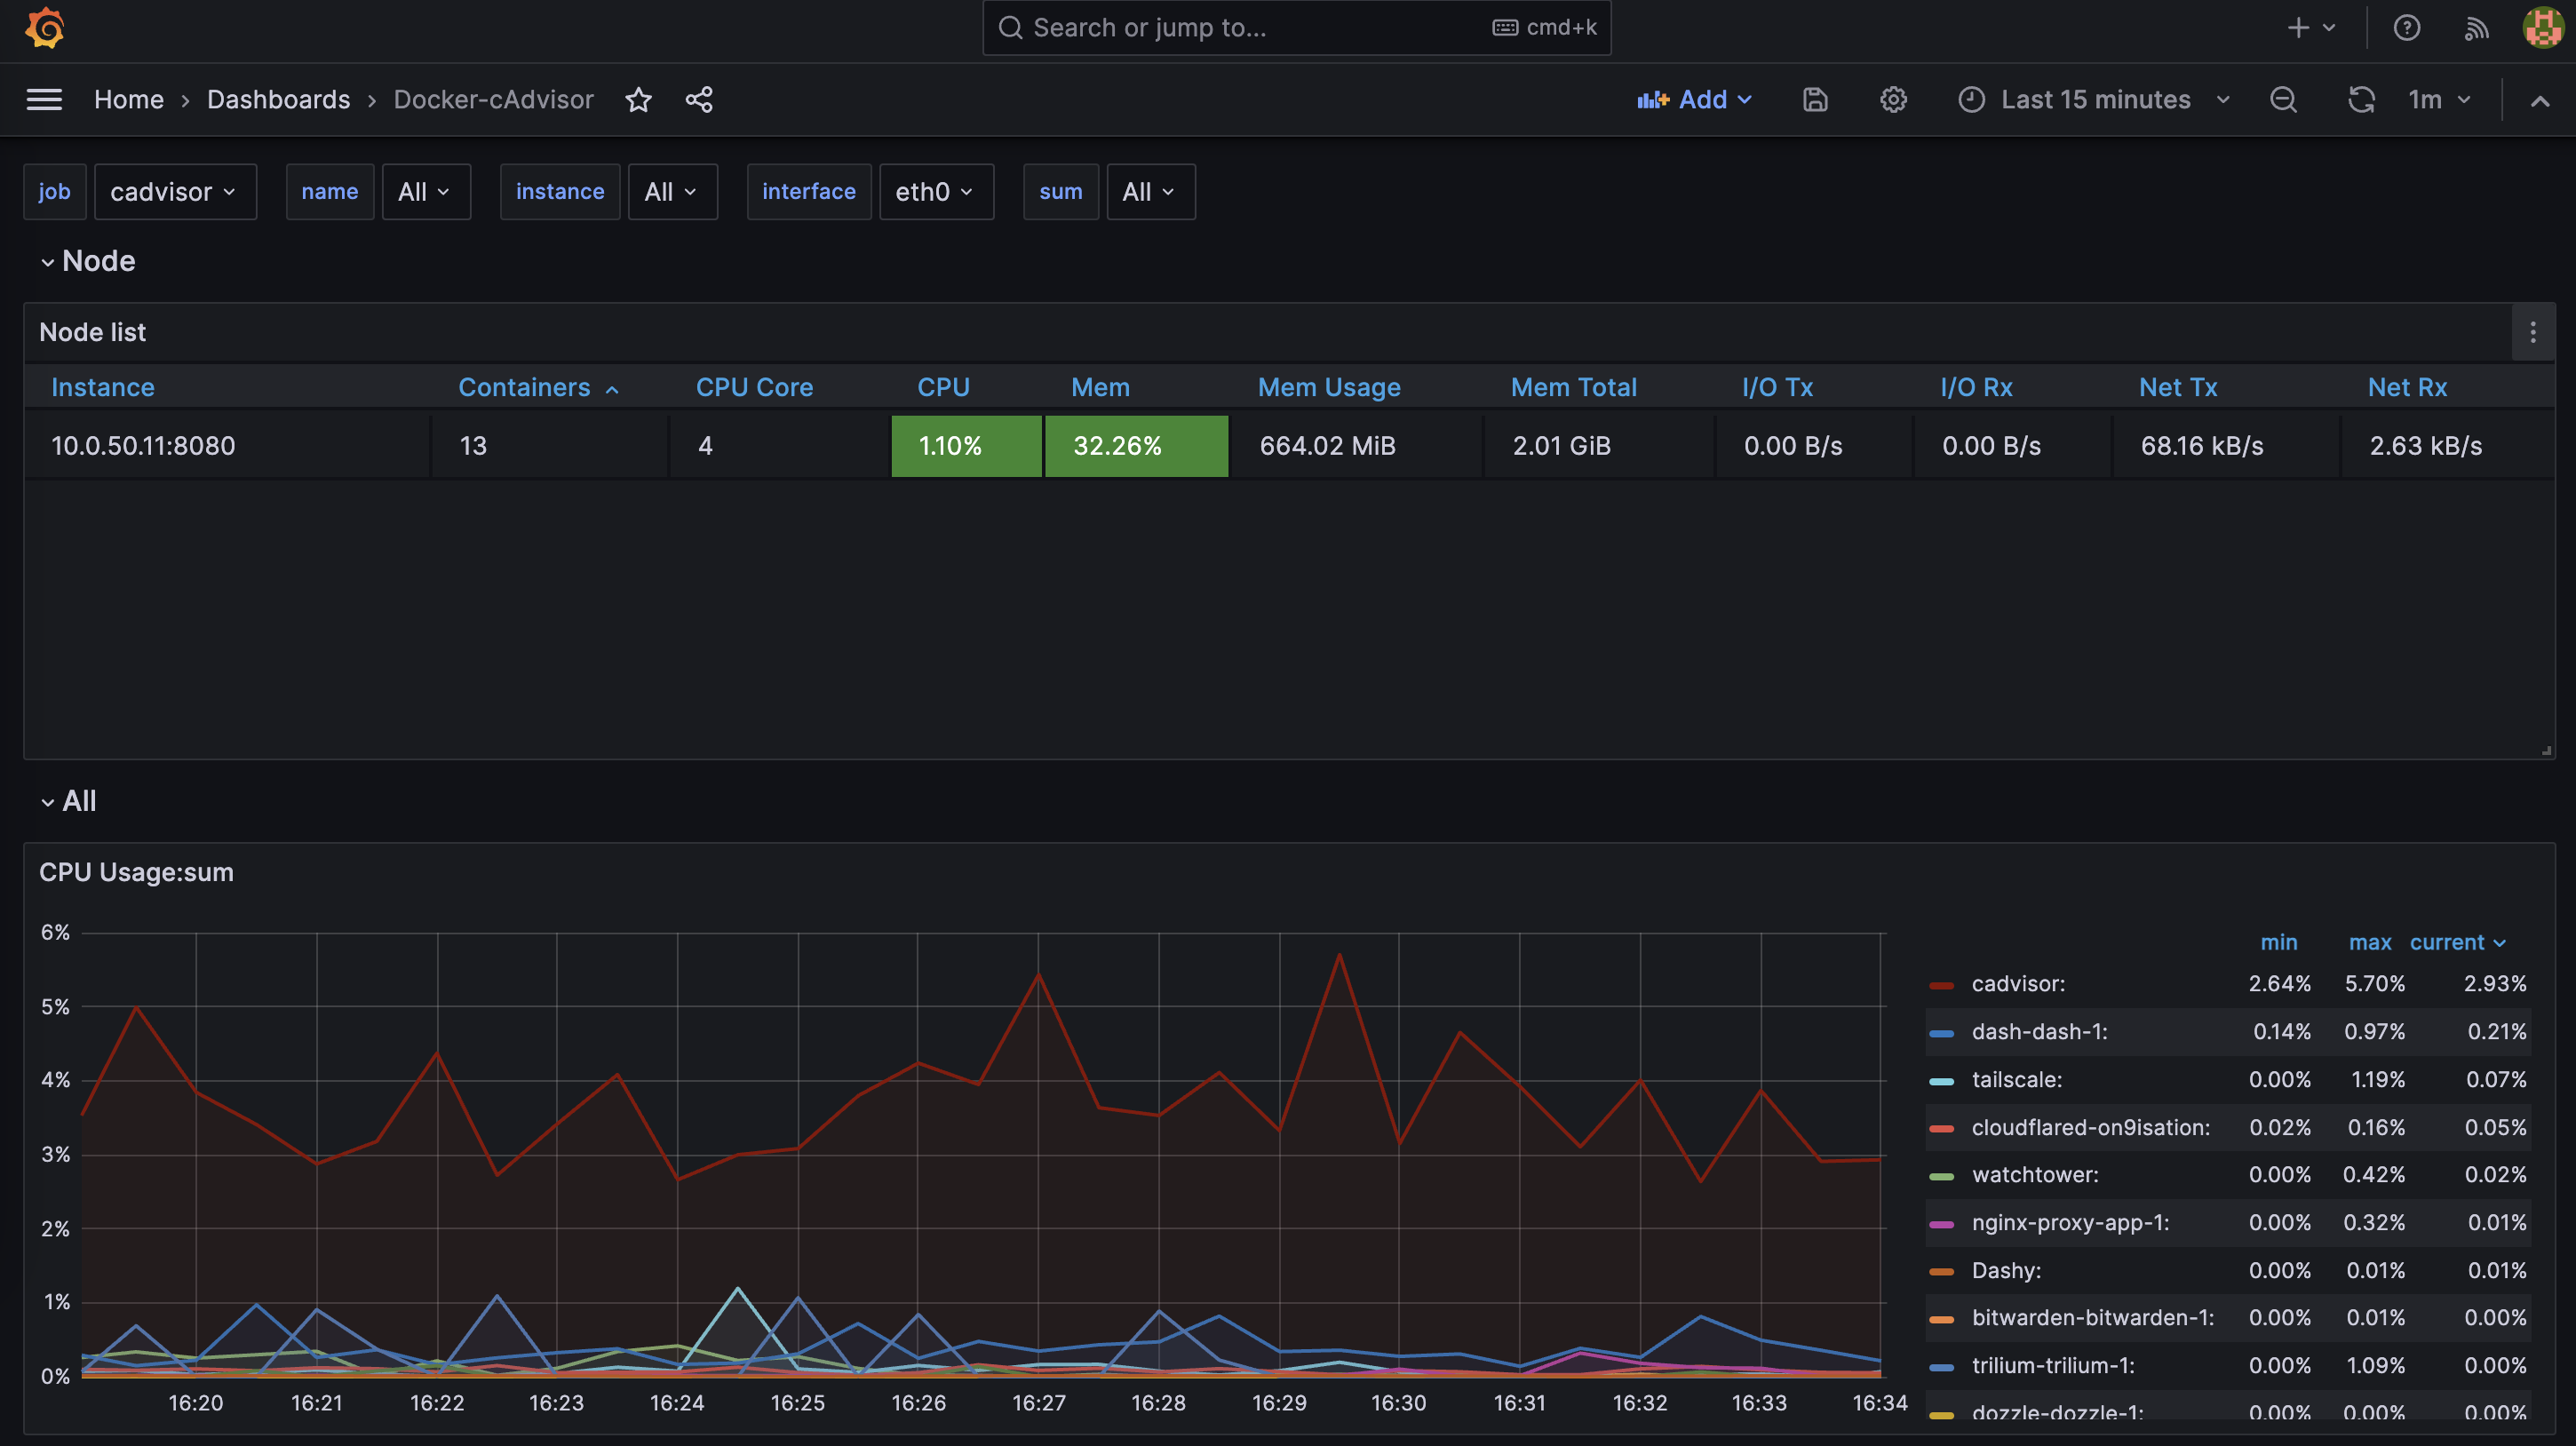 Search or jump to... cmd+k
Home › Dashboards › Docker-cAdvisor Add Last 15 minutes 1m
job cadvisor name All instance All interface eth0 sum All
Node
Node list
Instance Containers CPU Core CPU Mem Mem Usage Mem Total I/O Tx I/O Rx Net Tx Net Rx
10.0.50.11:8080 13 4 1.10% 32.26% 664.02 MiB 2.01 GiB 0.00 B/s 0.00 B/s 68.16 kB/s 2.63 kB/s
All
CPU Usage:sum
6%
5%
4%
3%
2%
1%
0%
16:20 16:21 16:22 16:23 16:24 16:25 16:26 16:27 16:28 16:29 16:30 16:31 16:32 16:33 16:34
min max current
cadvisor: 2.64% 5.70% 2.93%
dash-dash-1: 0.14% 0.97% 0.21%
tailscale: 0.00% 1.19% 0.07%
cloudflared-on9isation: 0.02% 0.16% 0.05%
watchtower: 0.00% 0.42% 0.02%
nginx-proxy-app-1: 0.00% 0.32% 0.01%
Dashy: 0.00% 0.01% 0.01%
bitwarden-bitwarden-1: 0.00% 0.01% 0.00%
trilium-trilium-1: 0.00% 1.09% 0.00%
dozzle-dozzle-1: 0.00% 0.00% 0.00%